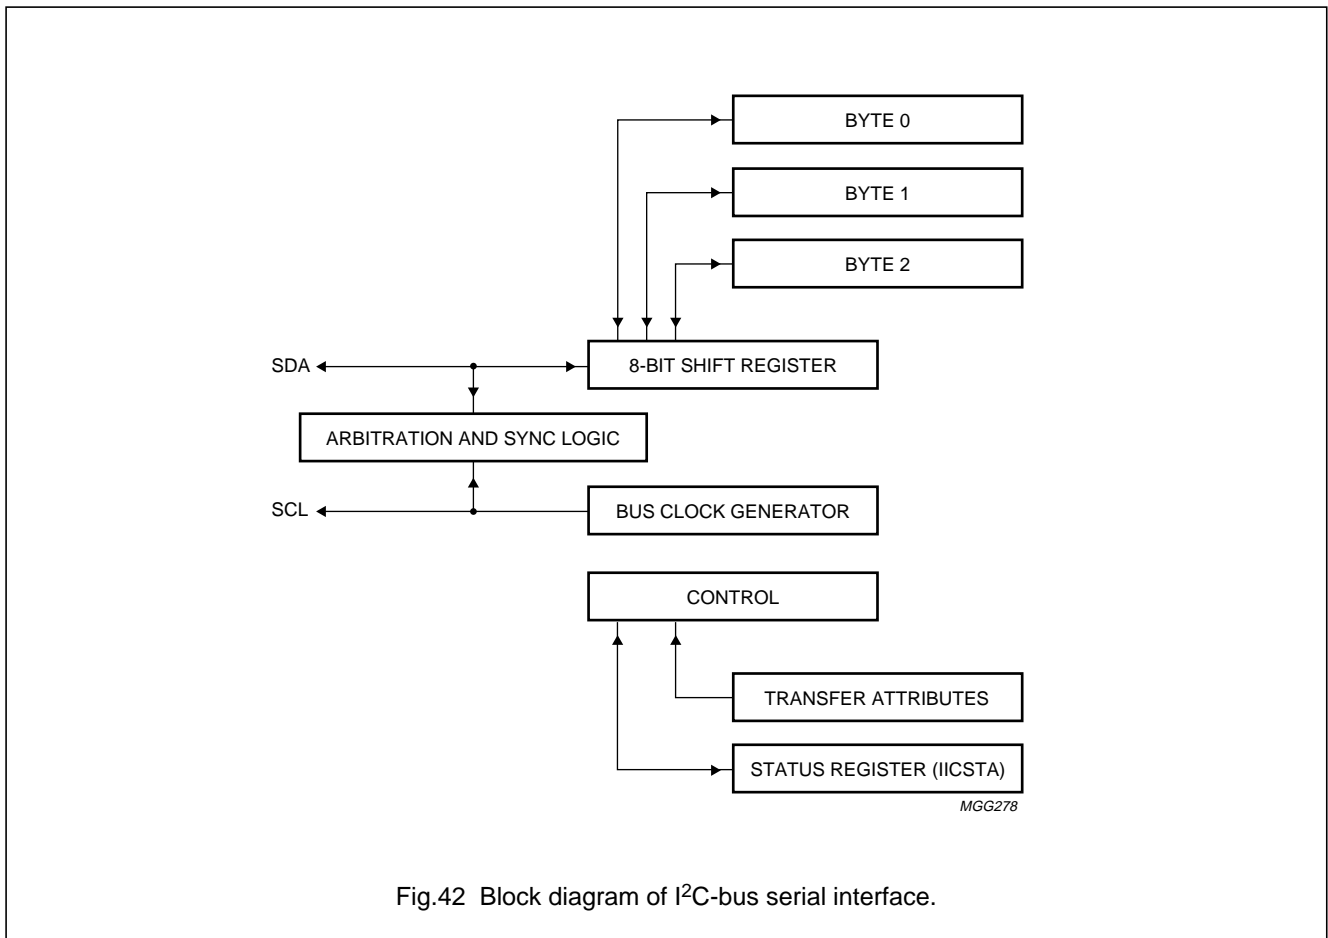 BYTE 0
BYTE 1
BYTE 2
SDA
8-BIT SHIFT REGISTER
ARBITRATION AND SYNC LOGIC
SCL
BUS CLOCK GENERATOR
CONTROL
TRANSFER ATTRIBUTES
STATUS REGISTER (IICSTA)
MGG278
Fig.42 Block diagram of I²C-bus serial interface.